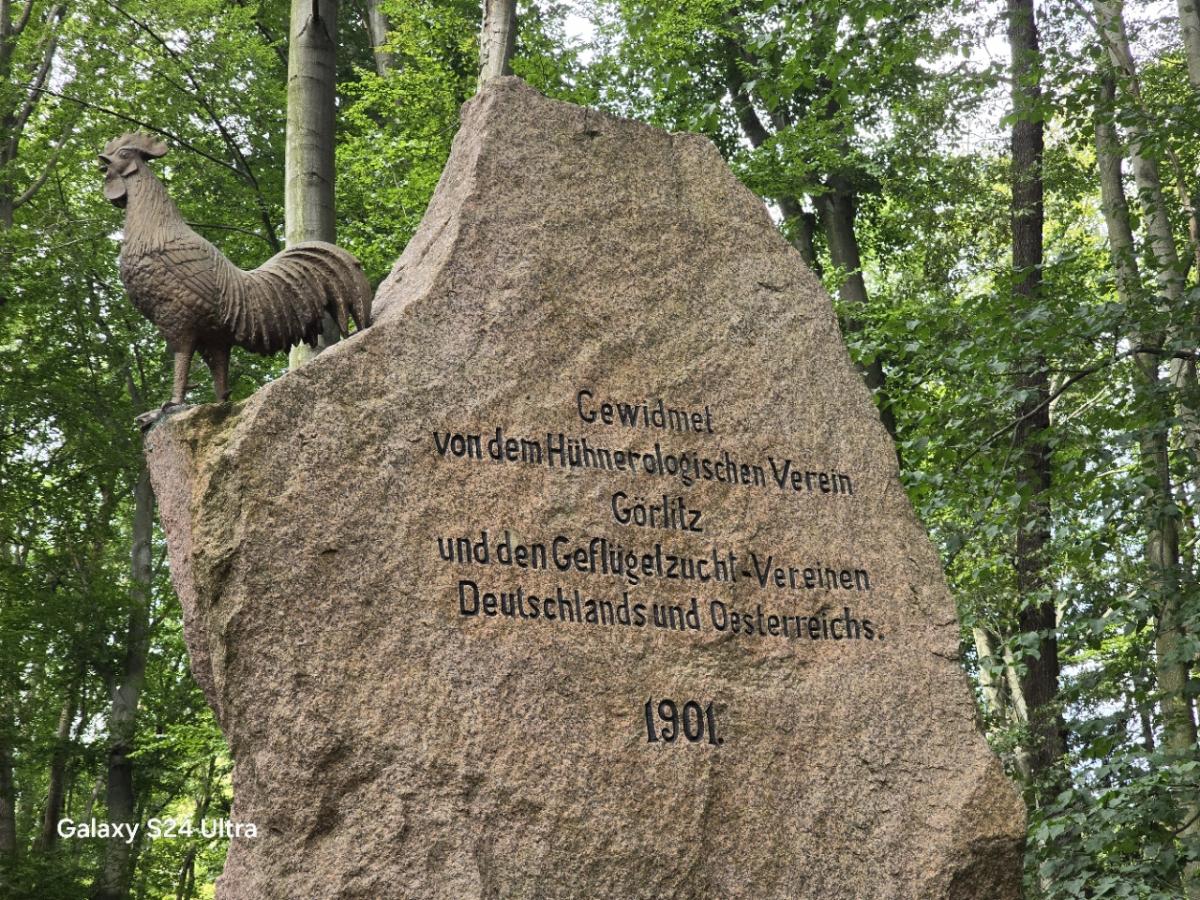 Gewidmet
von dem Hühnerologischen Verein
Görlitz
und den Geflügelzucht-Vereinen
Deutschlands und Oesterreichs.
1901.
Galaxy S24 Ultra